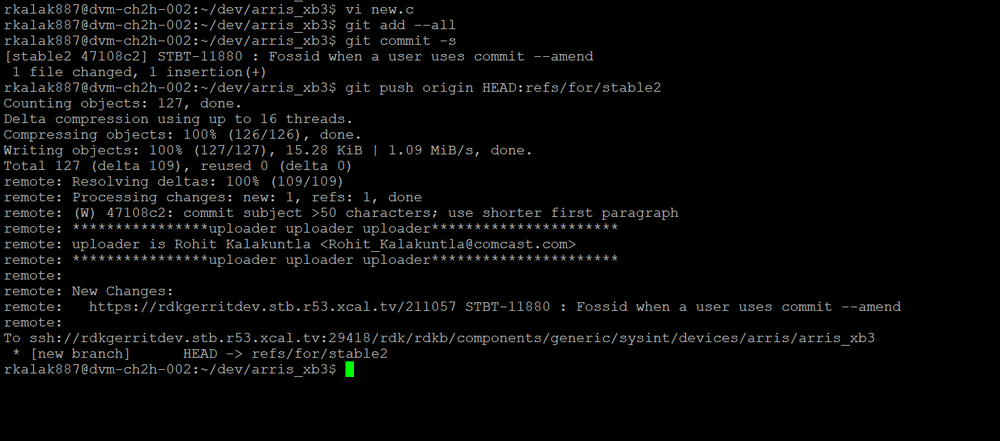 rkalak887@dvm-ch2h-002:~/dev/arris_xb3$ vi new.c
rkalak887@dvm-ch2h-002:~/dev/arris_xb3$ git add --all
rkalak887@dvm-ch2h-002:~/dev/arris_xb3$ git commit -s
[stable2 47108c2] STBT-11880 : Fossid when a user uses commit --amend
 1 file changed, 1 insertion(+)
rkalak887@dvm-ch2h-002:~/dev/arris_xb3$ git push origin HEAD:refs/for/stable2
Counting objects: 127, done.
Delta compression using up to 16 threads.
Compressing objects: 100% (126/126), done.
Writing objects: 100% (127/127), 15.28 KiB | 1.09 MiB/s, done.
Total 127 (delta 109), reused 0 (delta 0)
remote: Resolving deltas: 100% (109/109)
remote: Processing changes: new: 1, refs: 1, done
remote: (W) 47108c2: commit subject >50 characters; use shorter first paragraph
remote: ****************uploader uploader uploader**********************
remote: uploader is Rohit Kalakuntla <Rohit_Kalakuntla@comcast.com>
remote: ****************uploader uploader uploader**********************
remote:
remote: New Changes:
remote:   https://rdkgerritdev.stb.r53.xcal.tv/211057 STBT-11880 : Fossid when a user uses commit --amend
remote:
To ssh://rdkgerritdev.stb.r53.xcal.tv:29418/rdk/rdkb/components/generic/sysint/devices/arris/arris_xb3
 * [new branch]      HEAD -> refs/for/stable2
rkalak887@dvm-ch2h-002:~/dev/arris_xb3$